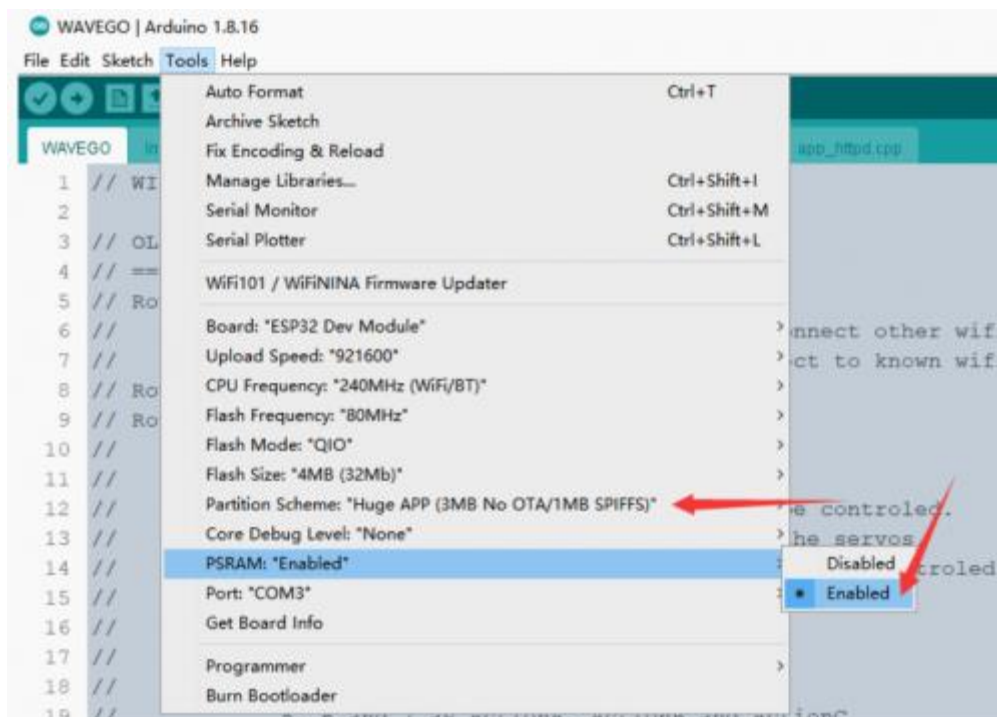 WAVEGO | Arduino 1.8.16
File Edit Sketch Tools Help
WAVEGO
app_httpd.cpp
Auto Format Ctrl+T
Archive Sketch
Fix Encoding & Reload
Manage Libraries... Ctrl+Shift+I
Serial Monitor Ctrl+Shift+M
Serial Plotter Ctrl+Shift+L
WiFi101 / WiFiNINA Firmware Updater
Board: "ESP32 Dev Module"
Upload Speed: "921600"
CPU Frequency: "240MHz (WiFi/BT)"
Flash Frequency: "80MHz"
Flash Mode: "QIO"
Flash Size: "4MB (32Mb)"
Partition Scheme: "Huge APP (3MB No OTA/1MB SPIFFS)"
Core Debug Level: "None"
PSRAM: "Enabled"
Port: "COM3"
Get Board Info
Programmer
Burn Bootloader
Disabled
Enabled
1 // WI
2
3 // OL
4 // ==
5 // Ro
6 // nnect other wif
7 // ct to known wif
8 // Ro
9 // Ro
10 //
11 //
12 // e controled.
13 // he servos
14 // troled
15 //
16 //
17 //
18 //
19 //